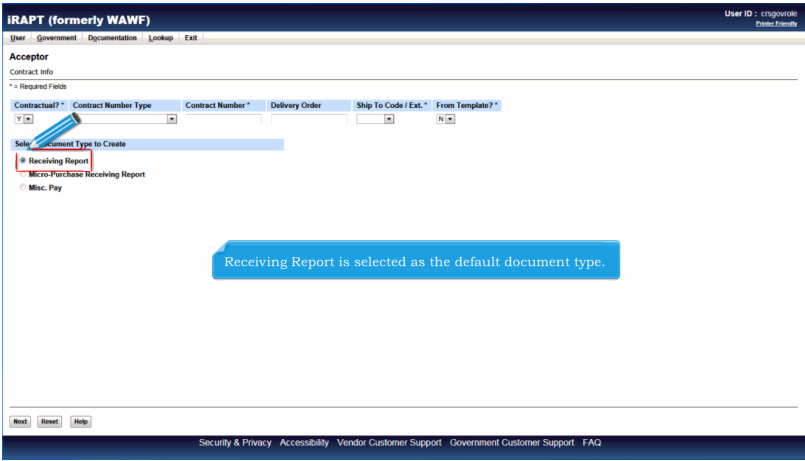 iRAPT (formerly WAWF)
User ID : crsgovrole
Printer Friendly
User Government Documentation Lookup Exit
Acceptor
Contract Info
* = Required Fields
Contractual? * Contract Number Type Contract Number * Delivery Order Ship To Code / Ext. * From Template? *
Y N
Select Document Type to Create
Receiving Report
Micro-Purchase Receiving Report
Misc. Pay
Receiving Report is selected as the default document type.
Next Reset Help
Security & Privacy Accessibility Vendor Customer Support Government Customer Support FAQ